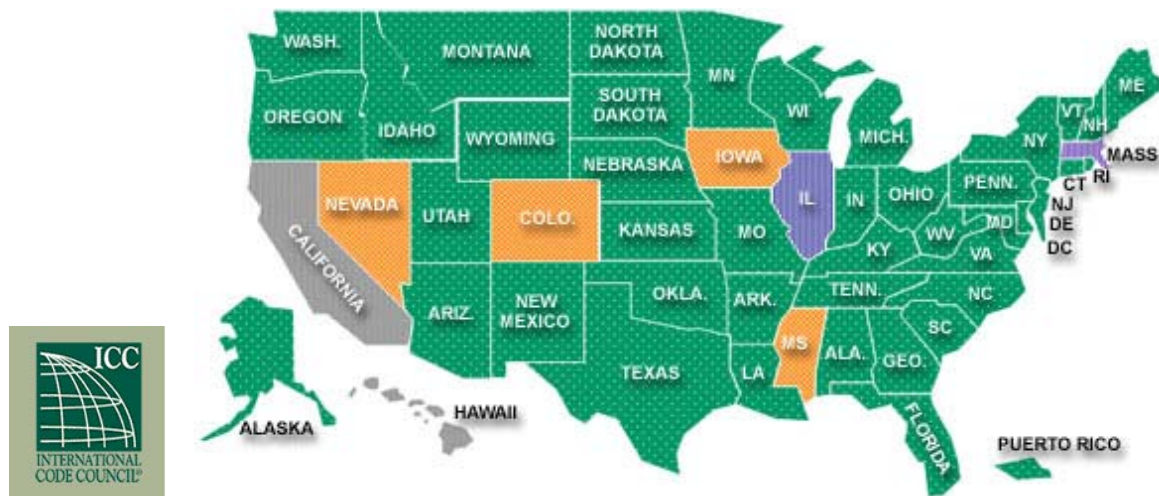 WASH.
MONTANA
NORTH
DAKOTA
MN
ME
OREGON
IDAHO
SOUTH
DAKOTA
WI
MICH.
VT
NH
NY
WYOMING
IOWA
MASS
NEBRASKA
RI
CT
NEVADA
UTAH
COLO.
KANSAS
MO
IL
IN
OHIO
PENN.
NJ
MD
DE
WV
DC
KY
VA
CALIFORNIA
ARIZ.
NEW
MEXICO
OKLA.
ARK.
TENN.
NC
SC
MS
ALA.
GEO.
TEXAS
LA
ICC
INTERNATIONAL
CODE COUNCIL®
ALASKA
HAWAII
FLORIDA
PUERTO RICO